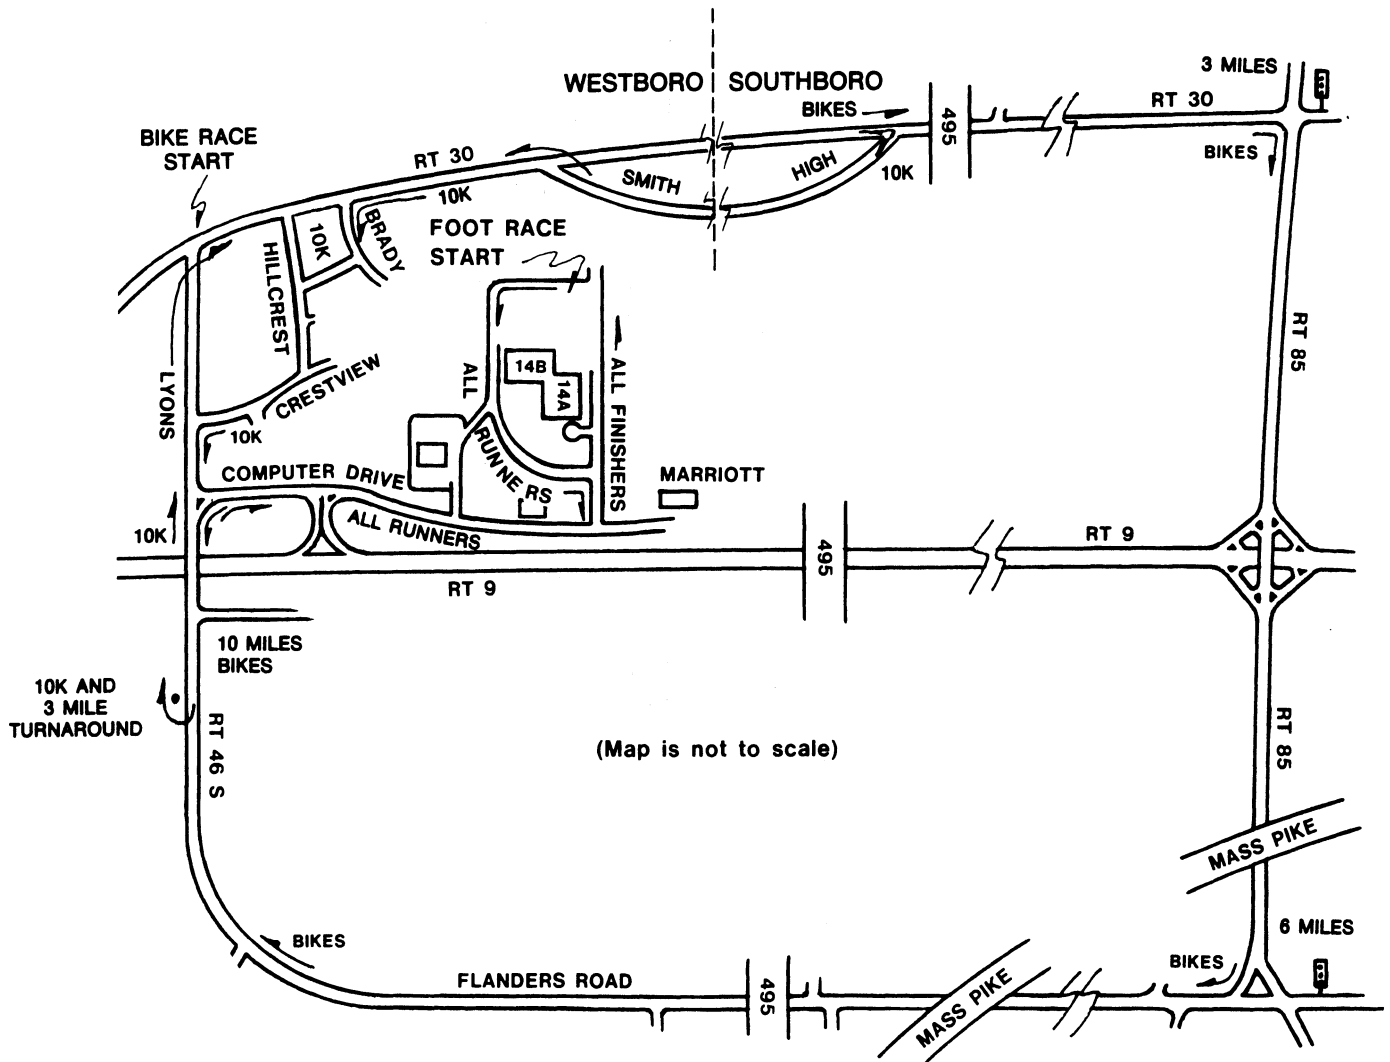 3 MILES
WESTBORO
SOUTHBORO
BIKES
RT 30
495
BIKE RACE
START
RT 30
BIKES
SMITH
HIGH
10K
10K
10K
BRADY
FOOT RACE
START
HILLCREST
RT 85
14B
14A
ALL
ALL FINISHERS
LYONS
CRESTVIEW
10K
RUNNERS
COMPUTER DRIVE
MARRIOTT
ALL RUNNERS
10K
RT 9
495
RT 9
10 MILES
BIKES
10K AND
3 MILE
TURNAROUND
RT 46 S
(Map is not to scale)
RT 85
MASS PIKE
6 MILES
BIKES
BIKES
FLANDERS ROAD
495
MASS PIKE